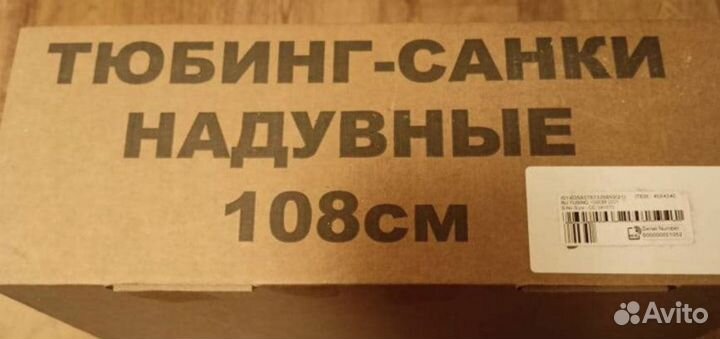 ТЮБИНГ-САНКИ
НАДУВНЫЕ
108см
Serial Number
Avito